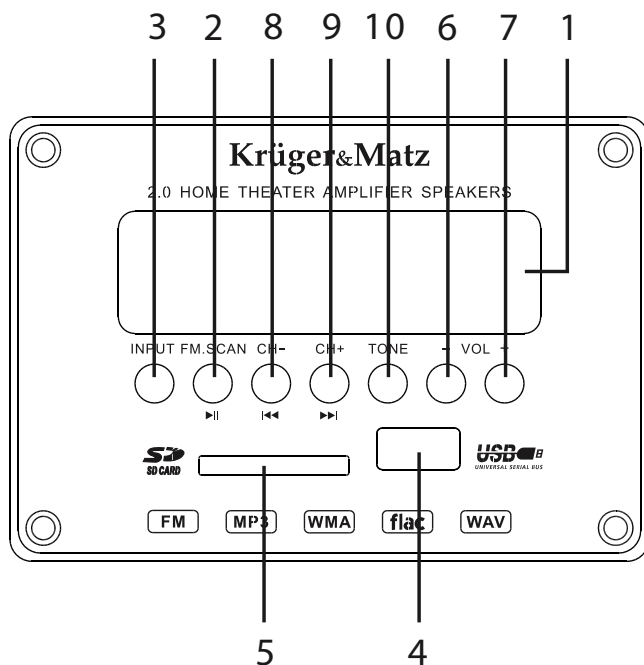 3 2 8 9 10 6 7 1
Krüger&Matz
2.0 HOME THEATER AMPLIFIER SPEAKERS
INPUT FM.SCAN CH- CH+ TONE - VOL +
SD
SD CARD
USB
UNIVERSAL SERIAL BUS
FM MP3 WMA flac WAV
5 4